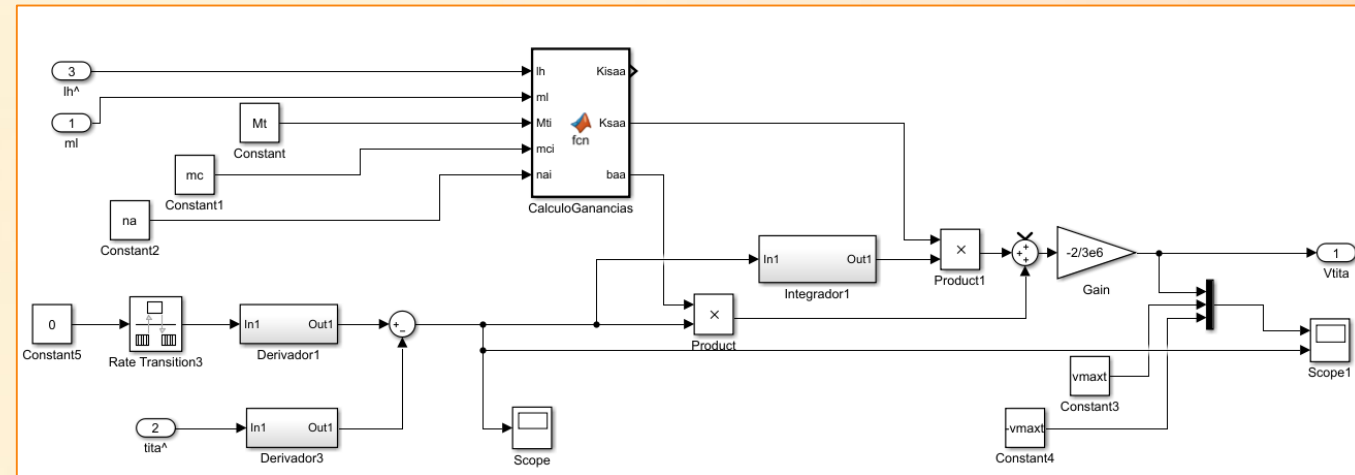 3
lh^
1
ml
Mt
Constant
mc
Constant1
na
Constant2
lh
ml
Mti
mci
nai
fcn
Kisaa
Ksaa
baa
CalculoGanancias
In1 Out1
Integrador1
×
Product1
+
+
+
-2/3e6
Gain
1
Vtita
0
Constant5
Rate Transition3
In1 Out1
Derivador1
+
−
×
Product
vmaxt
Constant3
Scope1
2
tita^
In1 Out1
Derivador3
Scope
-vmaxt
Constant4